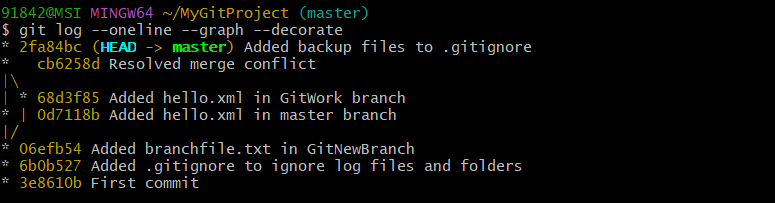 91842@MSI MINGW64 ~/MyGitProject (master)
$ git log --oneline --graph --decorate
* 2fa84bc (HEAD -> master) Added backup files to .gitignore
*   cb6258d Resolved merge conflict
|\
| * 68d3f85 Added hello.xml in GitWork branch
* | 0d7118b Added hello.xml in master branch
|/
* 06efb54 Added branchfile.txt in GitNewBranch
* 6b0b527 Added .gitignore to ignore log files and folders
* 3e8610b First commit